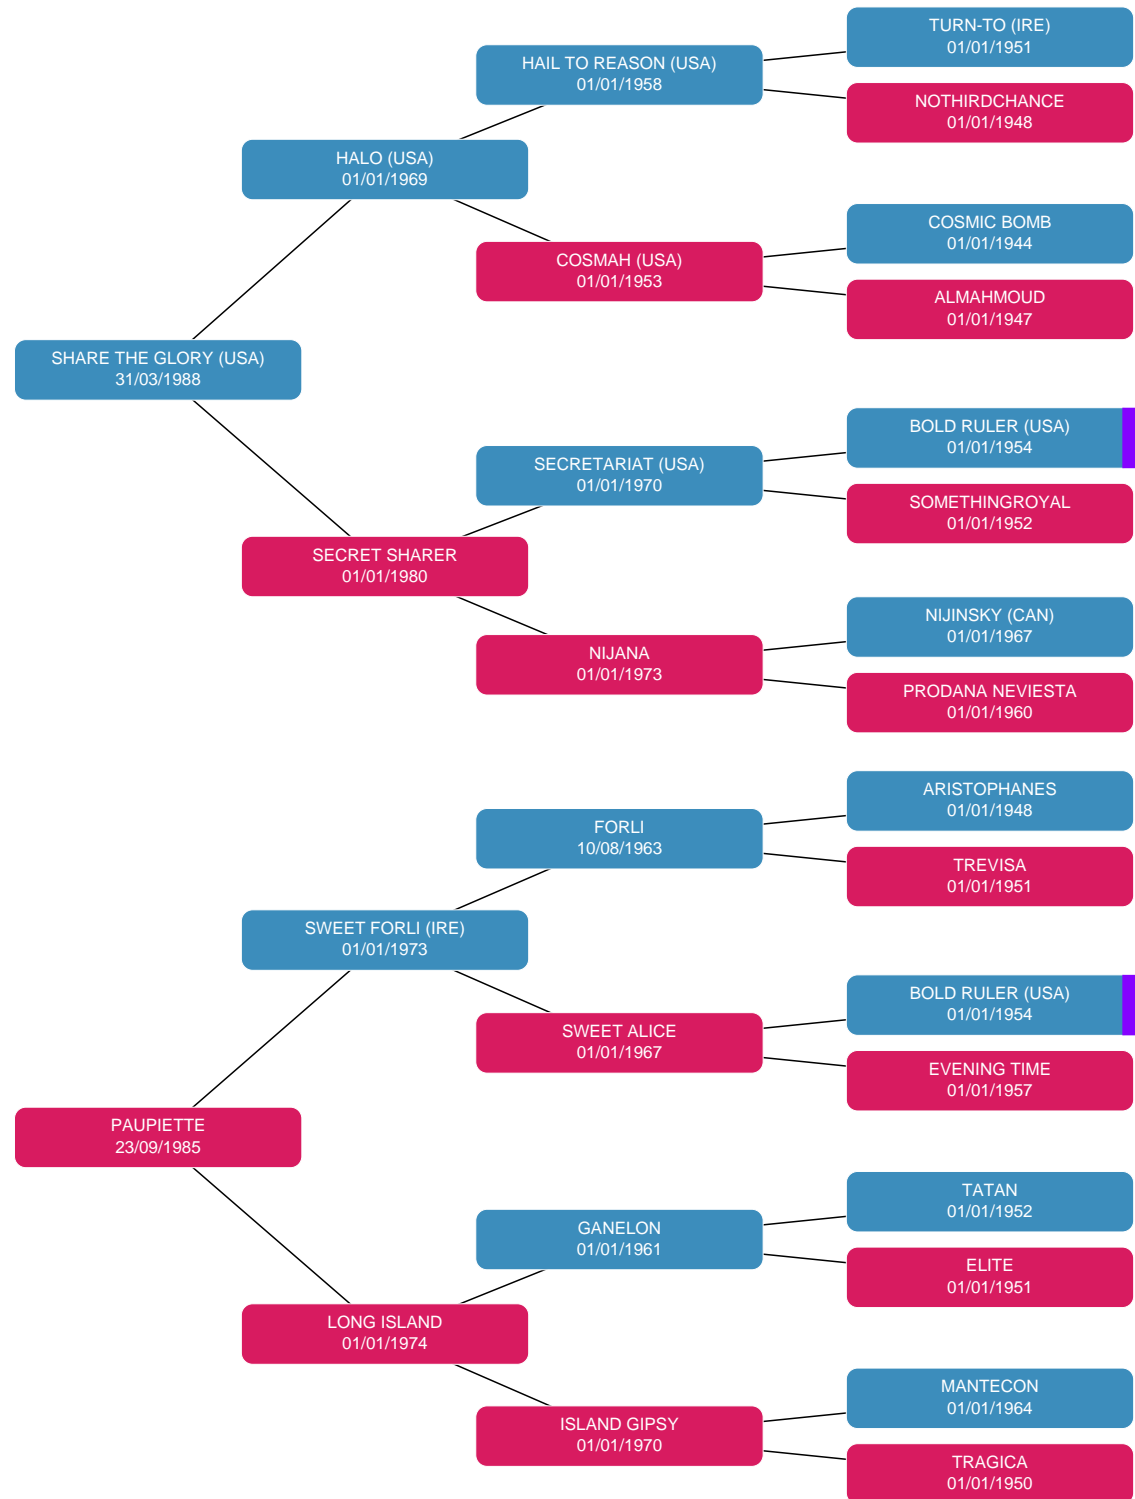 TURN-TO (IRE)
01/01/1951
HAIL TO REASON (USA)
01/01/1958
NOTHIRDCHANCE
01/01/1948
HALO (USA)
01/01/1969
COSMIC BOMB
01/01/1944
COSMAH (USA)
01/01/1953
ALMAHMOUD
01/01/1947
SHARE THE GLORY (USA)
31/03/1988
BOLD RULER (USA)
01/01/1954
SECRETARIAT (USA)
01/01/1970
SOMETHINGROYAL
01/01/1952
SECRET SHARER
01/01/1980
NIJINSKY (CAN)
01/01/1967
NIJANA
01/01/1973
PRODANA NEVIESTA
01/01/1960
ARISTOPHANES
01/01/1948
FORLI
10/08/1963
TREVISA
01/01/1951
SWEET FORLI (IRE)
01/01/1973
BOLD RULER (USA)
01/01/1954
SWEET ALICE
01/01/1967
EVENING TIME
01/01/1957
PAUPIETTE
23/09/1985
TATAN
01/01/1952
GANELON
01/01/1961
ELITE
01/01/1951
LONG ISLAND
01/01/1974
MANTECON
01/01/1964
ISLAND GIPSY
01/01/1970
TRAGICA
01/01/1950